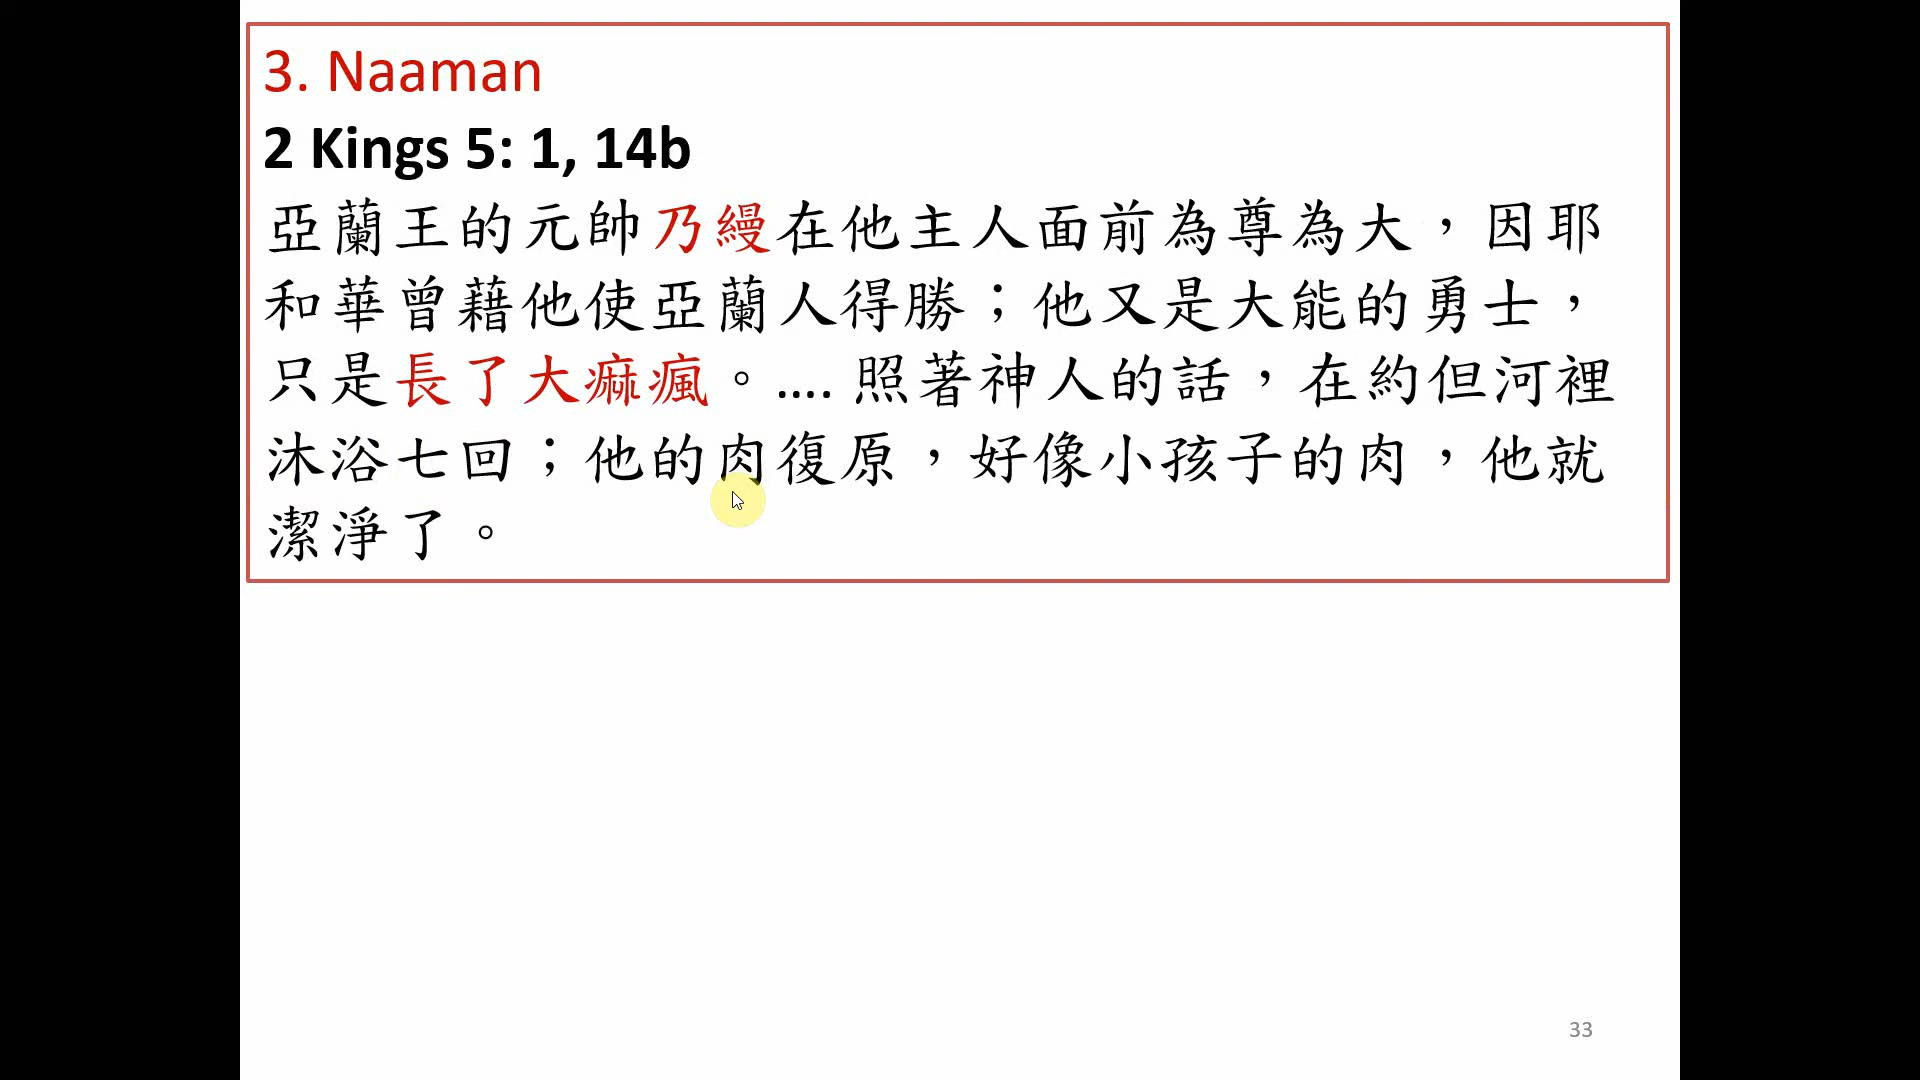 3. Naaman
2 Kings 5: 1, 14b
亞蘭王的元帥乃縵在他主人面前為尊為大，因耶
和華曾藉他使亞蘭人得勝；他又是大能的勇士，
只是長了大痲瘋。.... 照著神人的話，在約但河裡
沐浴七回；他的肉復原，好像小孩子的肉，他就
潔淨了。
33